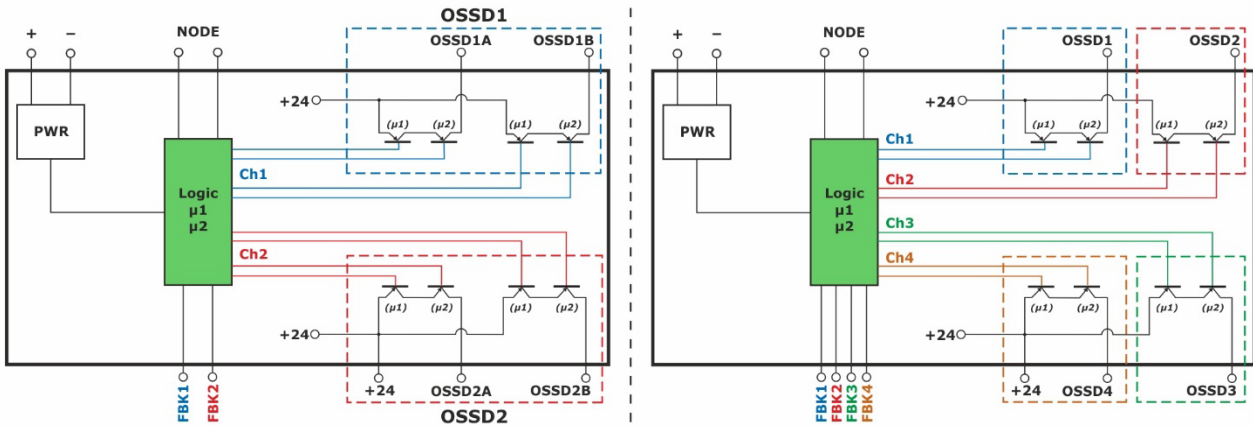 OSSD1
+
−
NODE
OSSD1A
OSSD1B
+24
(µ1)
(µ2)
(µ1)
(µ2)
PWR
Ch1
Logic
µ1
µ2
Ch2
(µ1)
(µ2)
(µ1)
(µ2)
+24
FBK1
FBK2
+24
OSSD2A
OSSD2B
OSSD2
+
−
NODE
OSSD1
OSSD2
+24
(µ1)
(µ2)
(µ1)
(µ2)
PWR
Ch1
Ch2
Logic
µ1
µ2
Ch3
Ch4
(µ1)
(µ2)
(µ1)
(µ2)
+24
FBK1
FBK2
FBK3
FBK4
+24
OSSD4
OSSD3